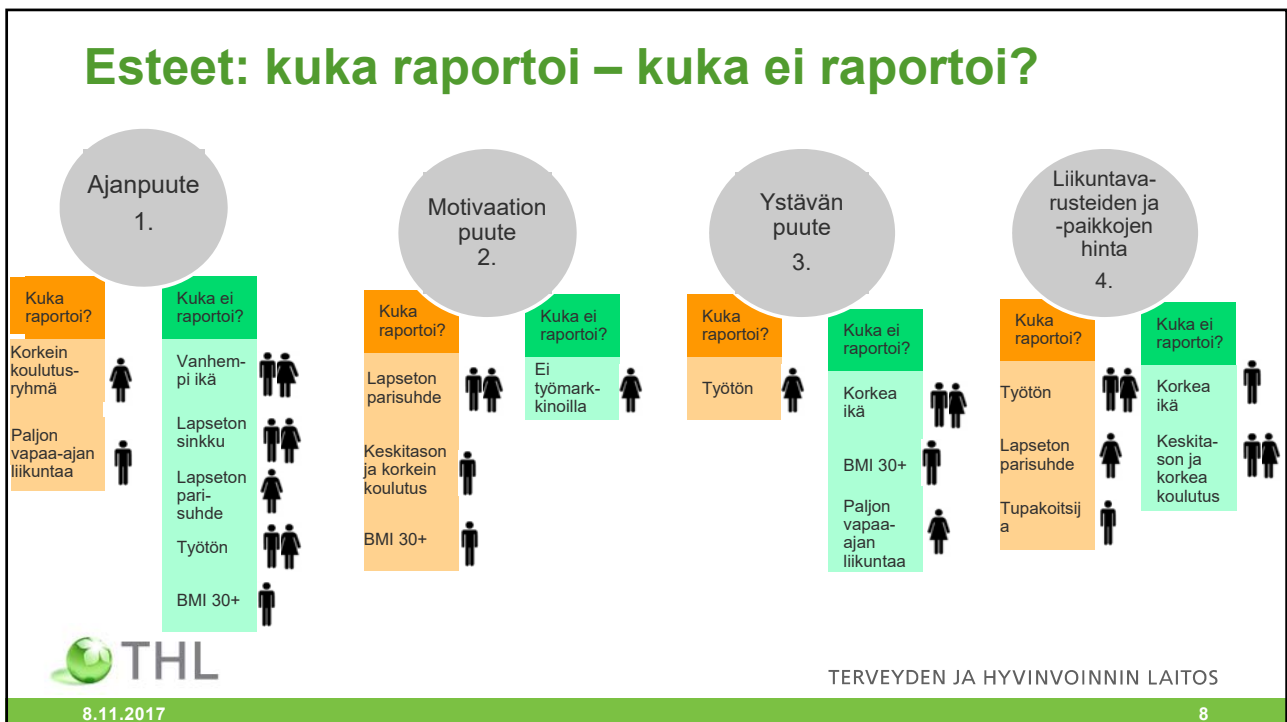 Esteet: kuka raportoi – kuka ei raportoi?
Ajanpuute
1.
Kuka
raportoi?
Korkein
koulutus-
ryhmä
Paljon
vapaa-ajan
liikuntaa
Kuka ei
raportoi?
Vanhem-
pi ikä
Lapseton
sinkku
Lapseton
pari-
suhde
Työtön
BMI 30+
Motivaation
puute
2.
Kuka
raportoi?
Lapseton
parisuhde
Keskitason
ja korkein
koulutus
BMI 30+
Kuka ei
raportoi?
Ei
työmark-
kinoilla
Ystävän
puute
3.
Kuka
raportoi?
Työtön
Kuka ei
raportoi?
Korkea
ikä
BMI 30+
Paljon
vapaa-
ajan
liikuntaa
Liikuntava-
rusteiden ja
-paikkojen
hinta
4.
Kuka
raportoi?
Työtön
Lapseton
parisuhde
Tupakoitsij
a
Kuka ei
raportoi?
Korkea
ikä
Keskita-
son ja
korkea
koulutus
THL
TERVEYDEN JA HYVINVOINNIN LAITOS
8.11.2017
8